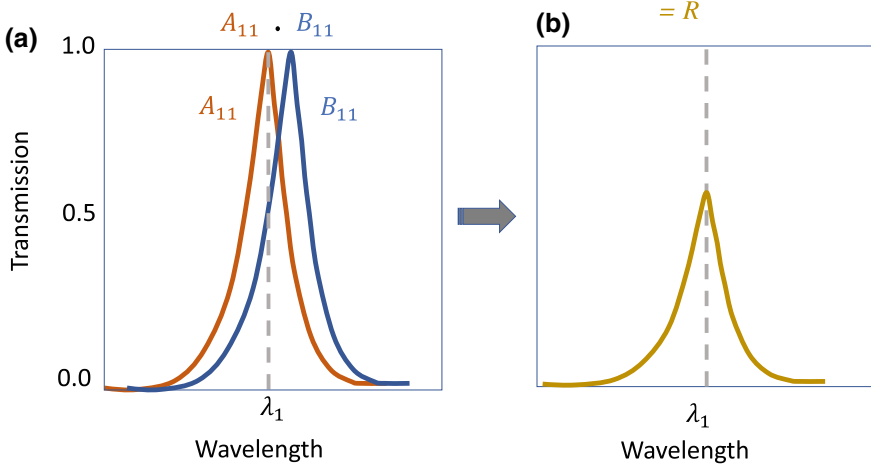 (a)
A₁₁ · B₁₁
1.0
A₁₁
B₁₁
Transmission
0.5
0.0
λ₁
Wavelength
(b)
= R
λ₁
Wavelength